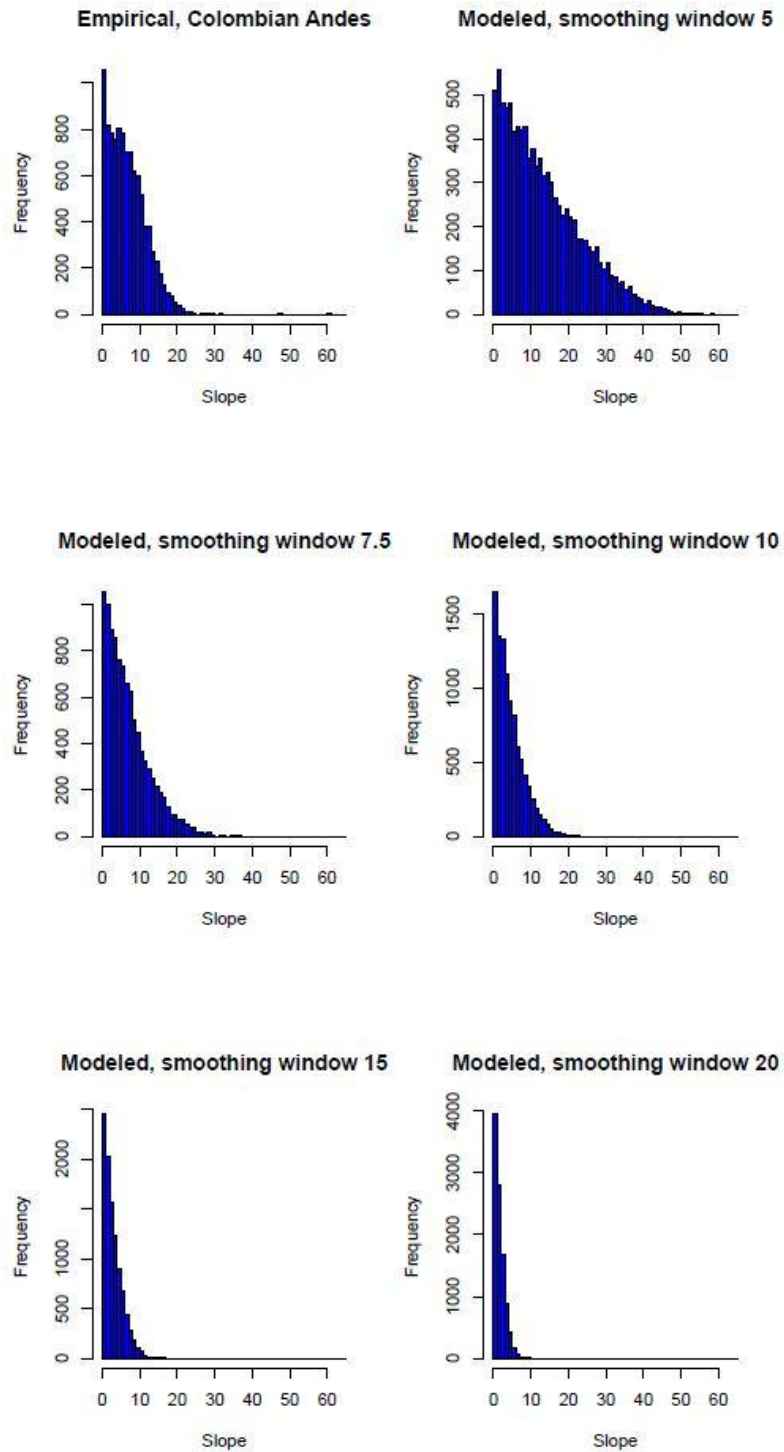 Empirical, Colombian Andes
Frequency
0 200 400 600 800
0 10 20 30 40 50 60
Slope
Modeled, smoothing window 5
Frequency
0 100 200 300 400 500
0 10 20 30 40 50 60
Slope
Modeled, smoothing window 7.5
Frequency
0 200 400 600 800
0 10 20 30 40 50 60
Slope
Modeled, smoothing window 10
Frequency
0 500 1000 1500
0 10 20 30 40 50 60
Slope
Modeled, smoothing window 15
Frequency
0 500 1000 2000
0 10 20 30 40 50 60
Slope
Modeled, smoothing window 20
Frequency
0 1000 2000 3000 4000
0 10 20 30 40 50 60
Slope